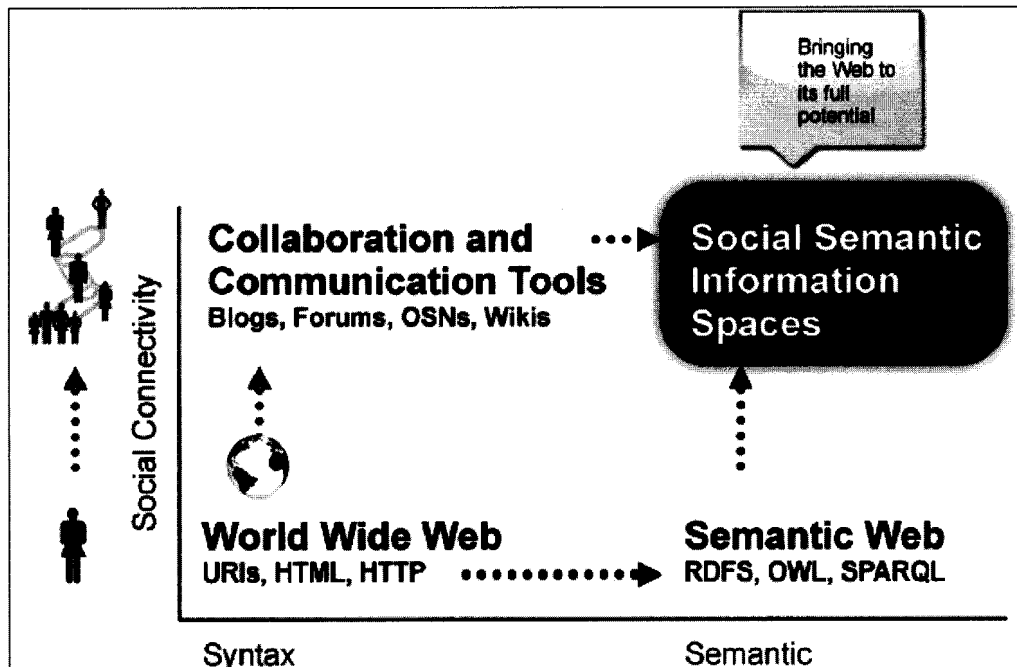 Bringing
the Web to
its full
potential
Collaboration and
Communication Tools
Blogs, Forums, OSNs, Wikis
Social Semantic
Information
Spaces
Social Connectivity
World Wide Web
URIs, HTML, HTTP
Semantic Web
RDFS, OWL, SPARQL
Syntax
Semantic